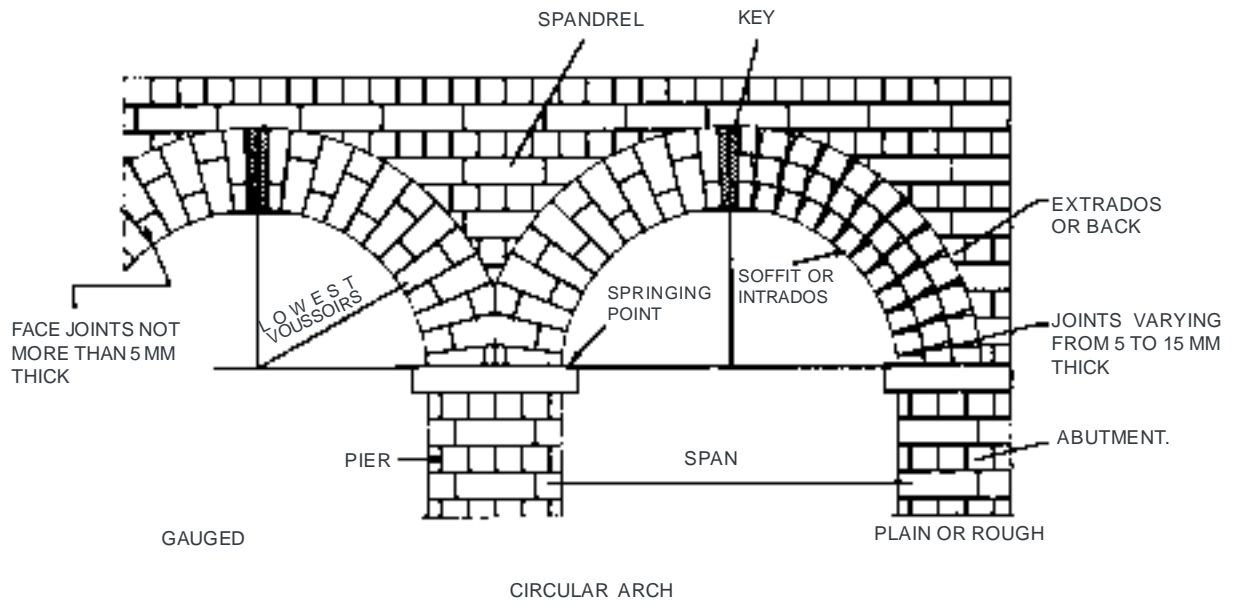 SPANDREL
KEY
EXTRADOS
OR BACK
SOFFIT OR
INTRADOS
SPRINGING
POINT
LOWEST
VOUSSOIRS
FACE JOINTS NOT
MORE THAN 5 MM
THICK
JOINTS VARYING
FROM 5 TO 15 MM
THICK
ABUTMENT.
PIER
SPAN
GAUGED
PLAIN OR ROUGH
CIRCULAR ARCH